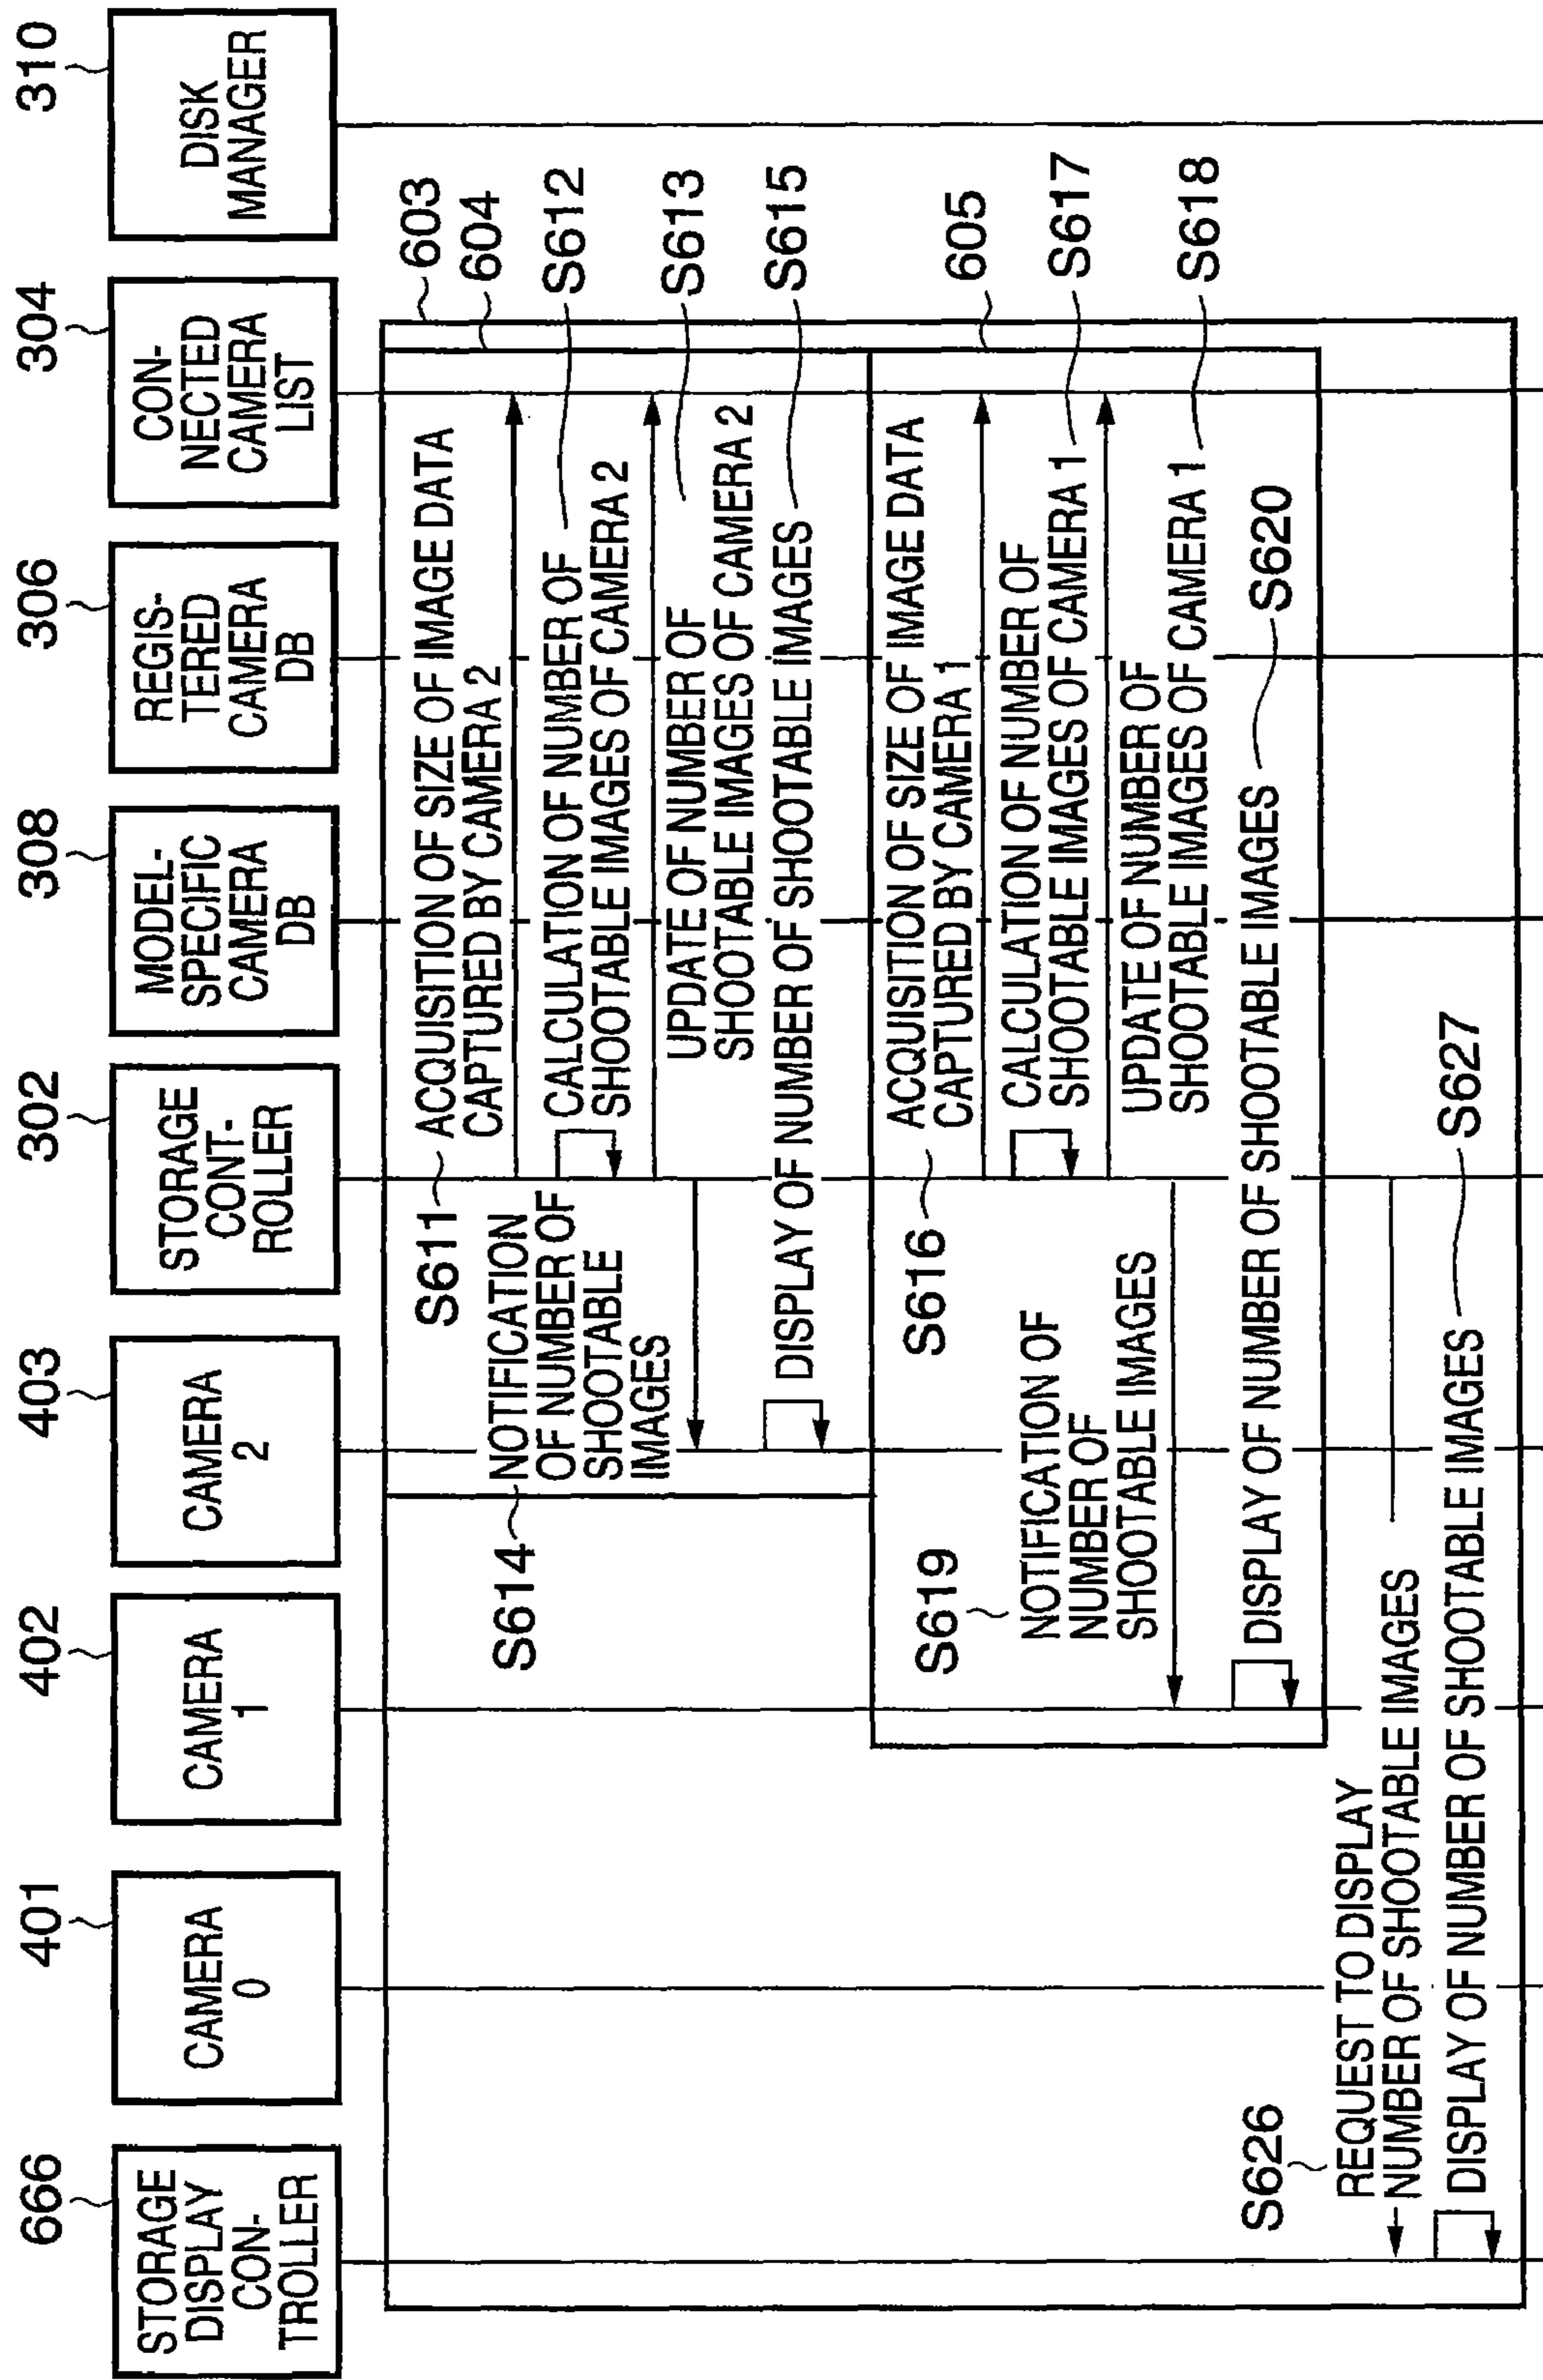 666
STORAGE
DISPLAY
CON-
TROLLER
401
CAMERA
0
402
CAMERA
1
403
CAMERA
2
302
STORAGE
CONT-
ROLLER
308
MODEL-
SPECIFIC
CAMERA
DB
306
REGIS-
TERED
CAMERA
DB
304
CON-
NECTED
CAMERA
LIST
310
DISK
MANAGER
603
604
S611
ACQUISITION OF SIZE OF IMAGE DATA
CAPTURED BY CAMERA 2
S612
CALCULATION OF NUMBER OF
SHOOTABLE IMAGES OF CAMERA 2
S613
UPDATE OF NUMBER OF
SHOOTABLE IMAGES OF CAMERA 2
S614
NOTIFICATION
OF NUMBER OF
SHOOTABLE
IMAGES
S615
DISPLAY OF NUMBER OF SHOOTABLE IMAGES
605
S616
ACQUISITION OF SIZE OF IMAGE DATA
CAPTURED BY CAMERA 1
S617
CALCULATION OF NUMBER OF
SHOOTABLE IMAGES OF CAMERA 1
S618
UPDATE OF NUMBER OF
SHOOTABLE IMAGES OF CAMERA 1
S619
NOTIFICATION OF
NUMBER OF
SHOOTABLE IMAGES
S620
DISPLAY OF NUMBER OF SHOOTABLE IMAGES
S626
REQUEST TO DISPLAY
NUMBER OF SHOOTABLE IMAGES
S627
DISPLAY OF NUMBER OF SHOOTABLE IMAGES